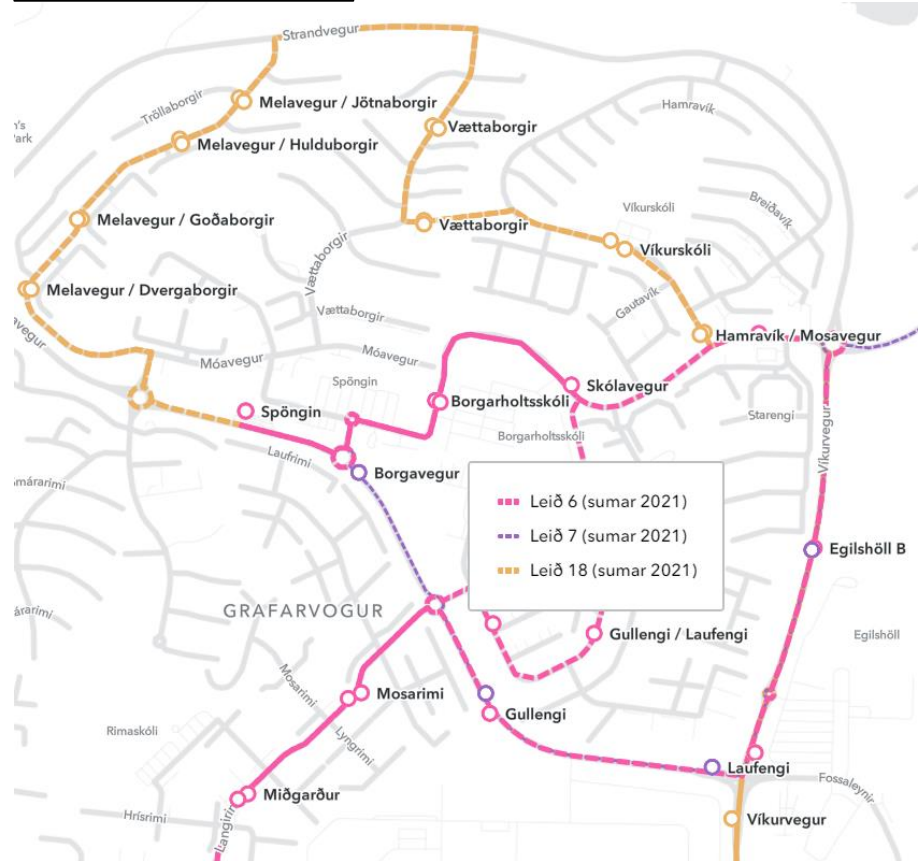 Strandvegur
Tröllaborgir
Melavegur / Jötnaborgir
Hamravík
Vættaborgir
Park
Melavegur / Hulduborgir
Breiðavík
Víkurskóli
Melavegur / Goðaborgir
Vættaborgir
Víkurskóli
Vættaborgir
Melavegur / Dvergaborgir
Gautavík
Vættaborgir
Hamravík / Mosavegur
Móavegur
Móavegur
Spöngin
Skólavegur
Spöngin
Borgarholtsskóli
Starengi
Borgarholtsskóli
Víkurvegur
Laufrimi
Borgavegur
Leið 6 (sumar 2021)
Leið 7 (sumar 2021)
Leið 18 (sumar 2021)
Egilshöll B
GRAFARVOGUR
Gullengi / Laufengi
Egilshöll
Mosarimi
Mosarimi
Gullengi
Rimaskóli
Lyngrimi
Laufengi
Fossaleynir
Miðgarður
Hrísrimi
Langirimi
Víkurvegur